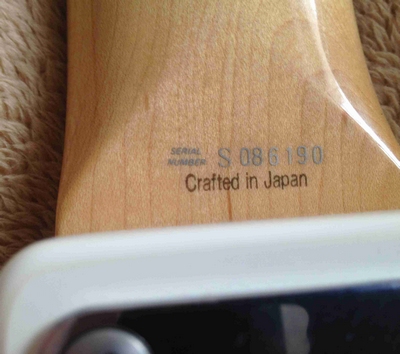 SERIAL
NUMBER S 086190
Crafted in Japan